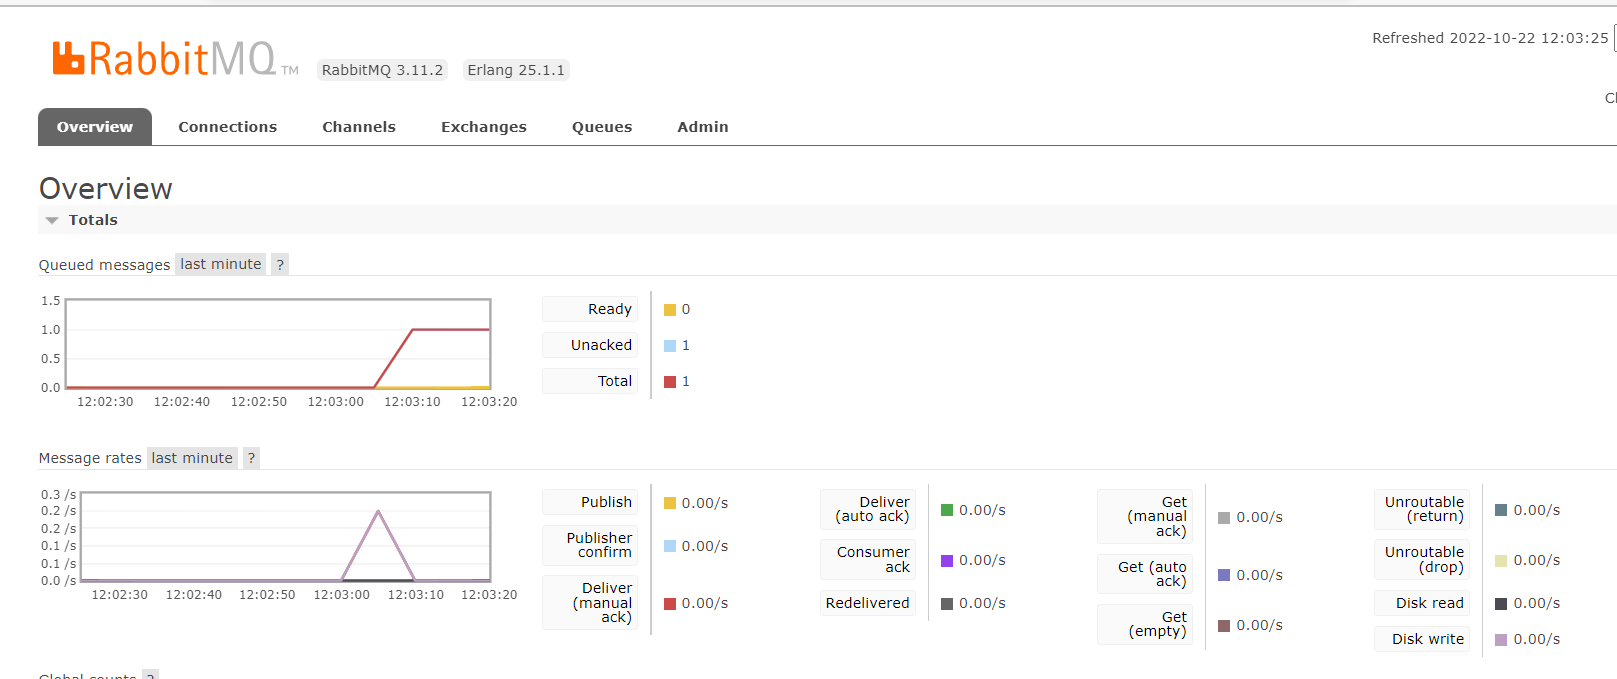 Refreshed 2022-10-22 12:03:25
RabbitMQ TM RabbitMQ 3.11.2 Erlang 25.1.1
Overview Connections Channels Exchanges Queues Admin
Overview
Totals
Queued messages last minute ?
1.5
1.0
0.5
0.0
12:02:30 12:02:40 12:02:50 12:03:00 12:03:10 12:03:20
Ready 0
Unacked 1
Total 1
Message rates last minute ?
0.3 /s
0.2 /s
0.2 /s
0.1 /s
0.1 /s
0.0 /s
12:02:30 12:02:40 12:02:50 12:03:00 12:03:10 12:03:20
Publish 0.00/s
Publisher
confirm 0.00/s
Deliver
(manual
ack) 0.00/s
Deliver
(auto ack) 0.00/s
Consumer
ack 0.00/s
Redelivered 0.00/s
Get
(manual
ack) 0.00/s
Get (auto
ack) 0.00/s
Get
(empty) 0.00/s
Unroutable
(return) 0.00/s
Unroutable
(drop) 0.00/s
Disk read 0.00/s
Disk write 0.00/s
Global counts ?